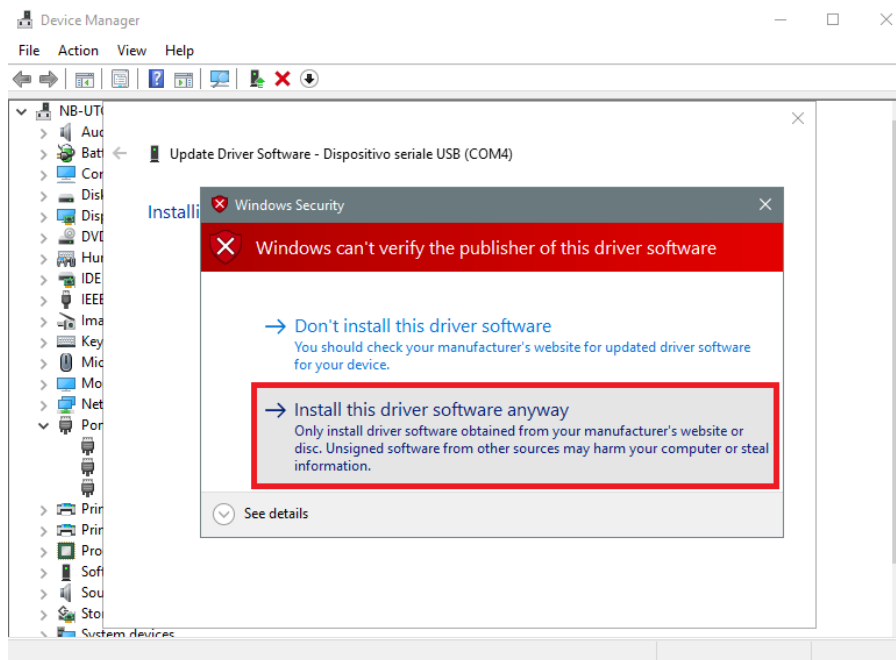 Device Manager
File Action View Help
NB-UT
Aud
Batt
Update Driver Software - Dispositivo seriale USB (COM4)
Cor
Disk
Disp
Installi
DVD
Hur
IDE
IEEE
Ima
Key
Mic
Mo
Net
Por
Prin
Prin
Pro
Soft
Sou
Stor
System devices
Windows Security
Windows can't verify the publisher of this driver software
Don't install this driver software
You should check your manufacturer's website for updated driver software
for your device.
Install this driver software anyway
Only install driver software obtained from your manufacturer's website or
disc. Unsigned software from other sources may harm your computer or steal
information.
See details